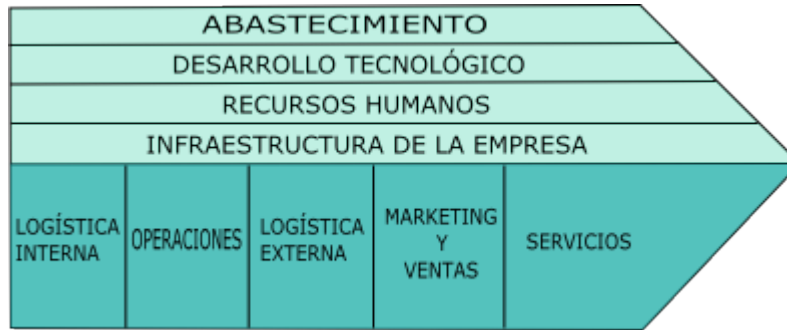 ABASTECIMIENTO
DESARROLLO TECNOLÓGICO
RECURSOS HUMANOS
INFRAESTRUCTURA DE LA EMPRESA
LOGÍSTICA
INTERNA
OPERACIONES
LOGÍSTICA
EXTERNA
MARKETING
Y
VENTAS
SERVICIOS